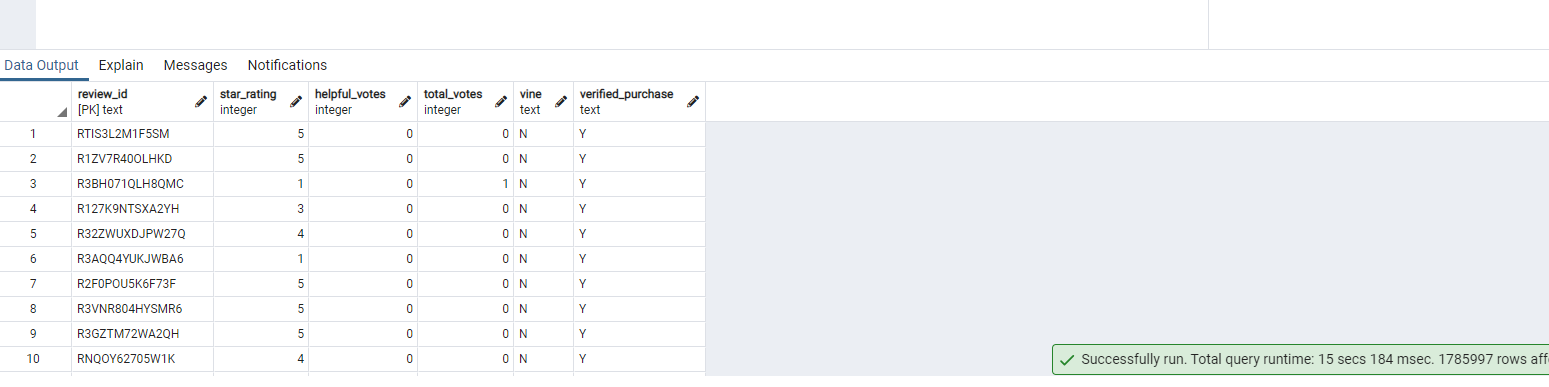 Data Output Explain Messages Notifications
review_id star_rating helpful_votes total_votes vine verified_purchase
[PK] text integer integer integer text text
1 RTIS3L2M1F5SM 5 0 0 N Y
2 R1ZV7R40OLHKD 5 0 0 N Y
3 R3BH071QLH8QMC 1 0 1 N Y
4 R127K9NTSXA2YH 3 0 0 N Y
5 R32ZWUXDJPW27Q 4 0 0 N Y
6 R3AQQ4YUKJWBA6 1 0 0 N Y
7 R2F0POU5K6F73F 5 0 0 N Y
8 R3VNR804HYSMR6 5 0 0 N Y
9 R3GZTM72WA2QH 5 0 0 N Y
10 RNQOY62705W1K 4 0 0 N Y
Successfully run. Total query runtime: 15 secs 184 msec. 1785997 rows aff